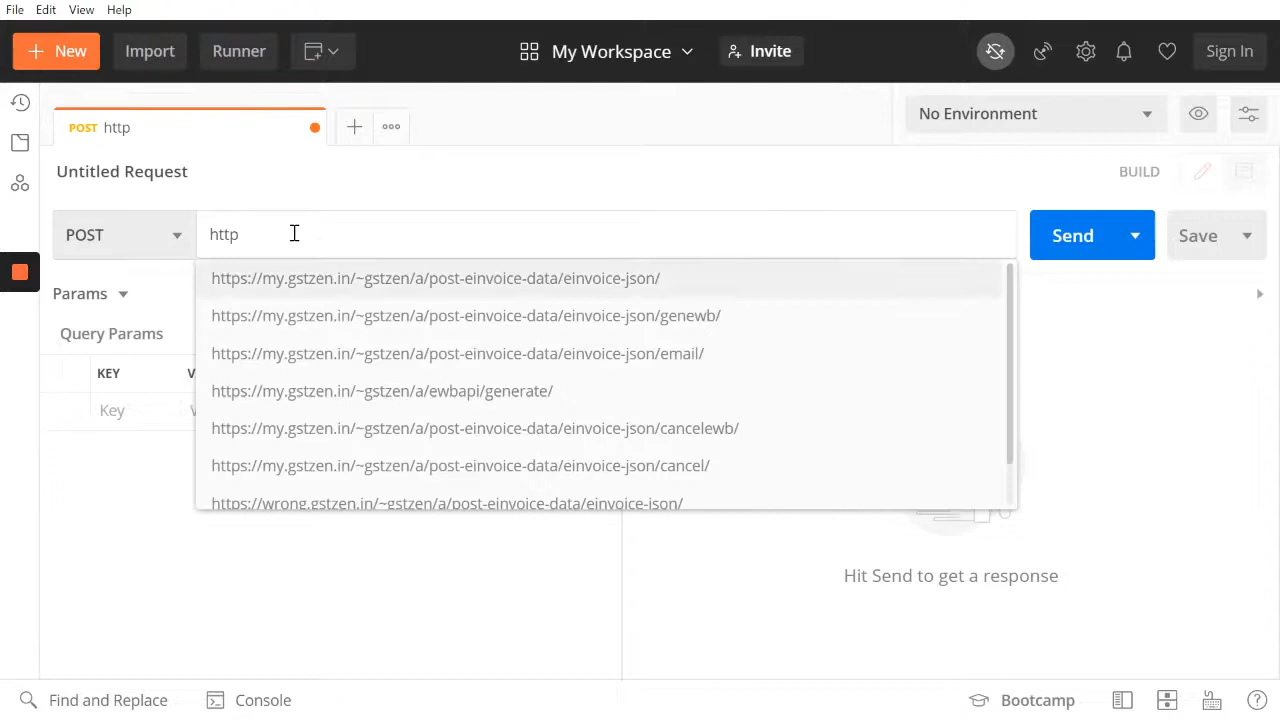 File Edit View Help
New Import Runner My Workspace Invite Sign In
POST http No Environment
Untitled Request BUILD
POST http Send Save
https://my.gstzen.in/~gstzen/a/post-einvoice-data/einvoice-json/
Params
https://my.gstzen.in/~gstzen/a/post-einvoice-data/einvoice-json/genewb/
Query Params
https://my.gstzen.in/~gstzen/a/post-einvoice-data/einvoice-json/email/
KEY
https://my.gstzen.in/~gstzen/a/ewbapi/generate/
Key
https://my.gstzen.in/~gstzen/a/post-einvoice-data/einvoice-json/cancelewb/
https://my.gstzen.in/~gstzen/a/post-einvoice-data/einvoice-json/cancel/
https://wrong.gstzen.in/~gstzen/a/post-einvoice-data/einvoice-json/
Hit Send to get a response
Find and Replace Console Bootcamp